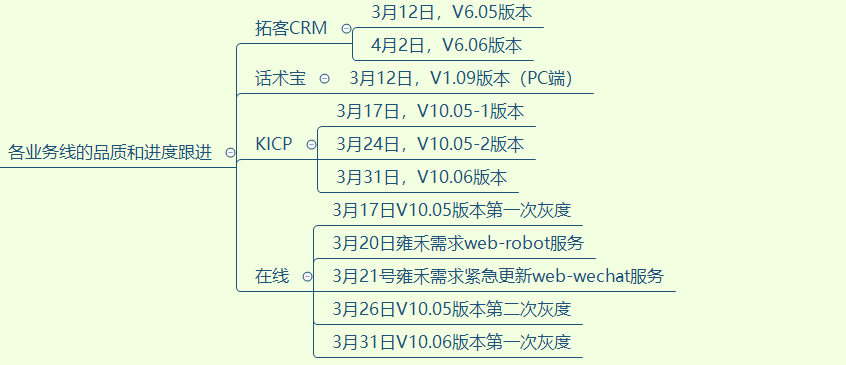 各业务线的品质和进度跟进
拓客CRM
3月12日，V6.05版本
4月2日，V6.06版本
话术宝
3月12日，V1.09版本（PC端）
KICP
3月17日，V10.05-1版本
3月24日，V10.05-2版本
3月31日，V10.06版本
在线
3月17日V10.05版本第一次灰度
3月20日雍禾需求web-robot服务
3月21号雍禾需求紧急更新web-wechat服务
3月26日V10.05版本第二次灰度
3月31日V10.06版本第一次灰度